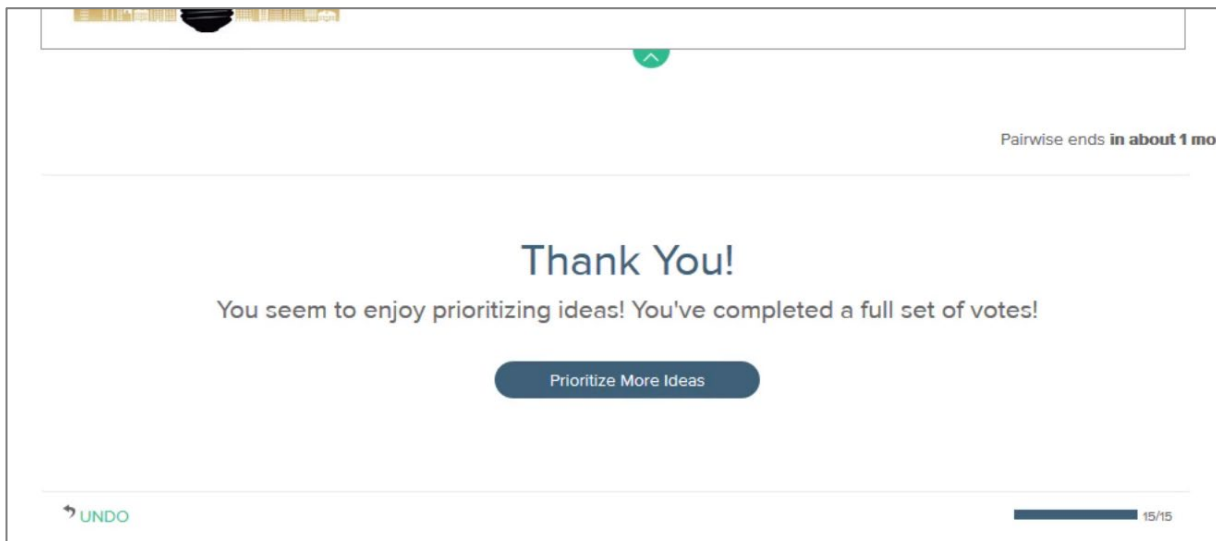 Pairwise ends in about 1 mo
Thank You!
You seem to enjoy prioritizing ideas! You've completed a full set of votes!
Prioritize More Ideas
UNDO
15/15